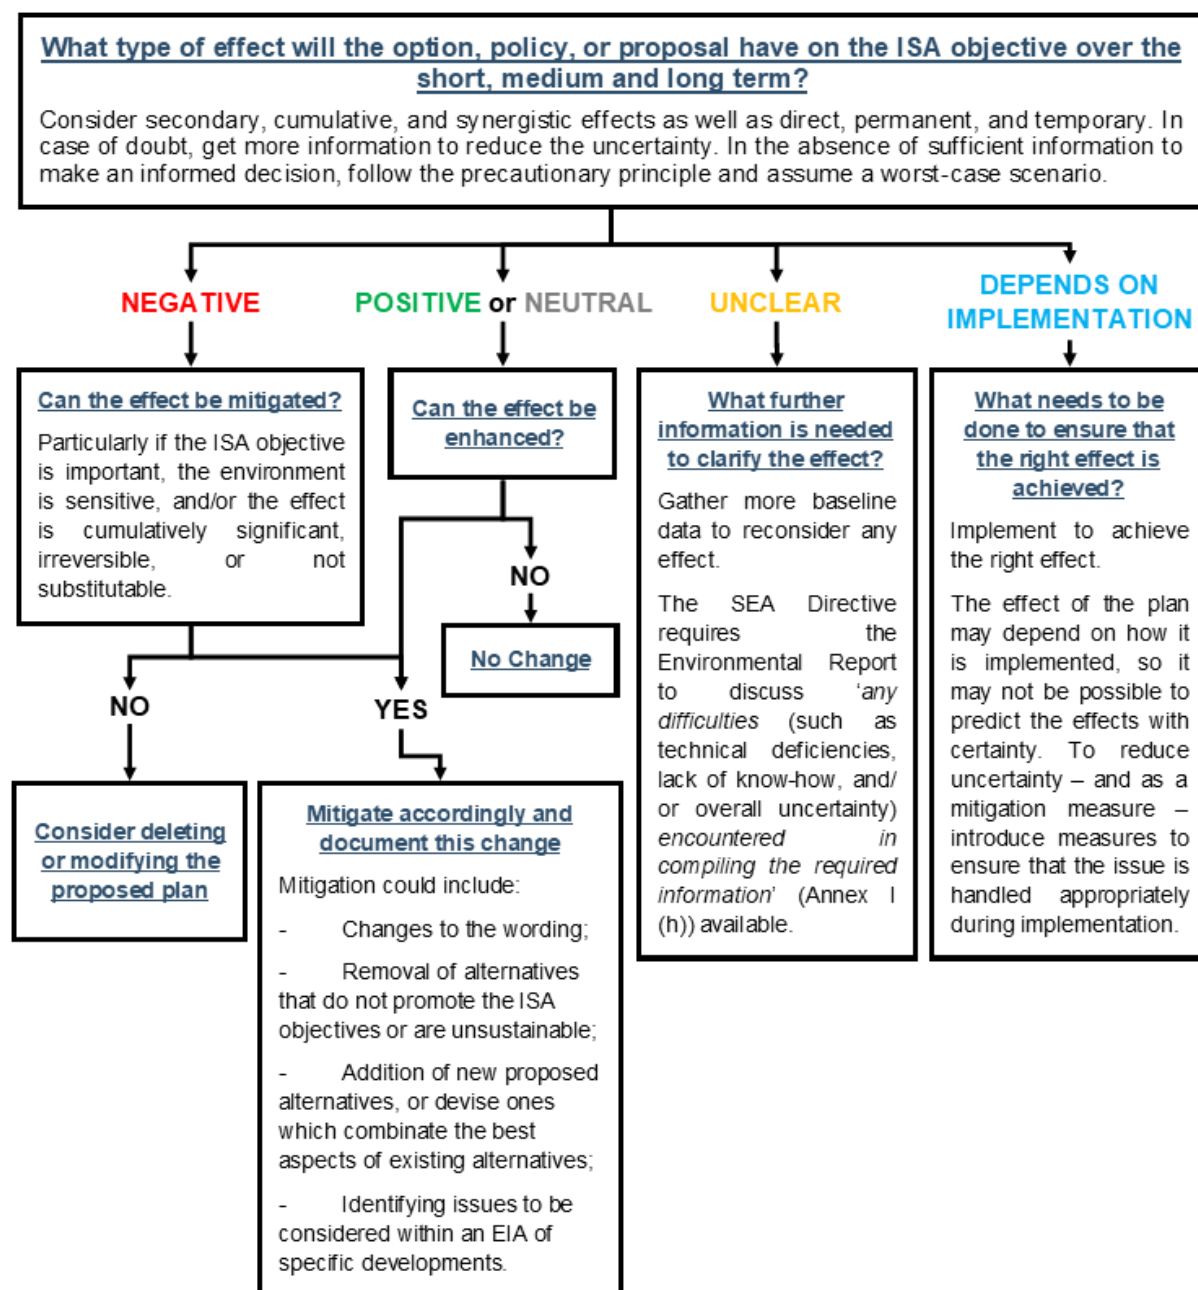 What type of effect will the option, policy, or proposal have on the ISA objective over the
short, medium and long term?
Consider secondary, cumulative, and synergistic effects as well as direct, permanent, and temporary. In
case of doubt, get more information to reduce the uncertainty. In the absence of sufficient information to
make an informed decision, follow the precautionary principle and assume a worst-case scenario.
NEGATIVE
POSITIVE or NEUTRAL
UNCLEAR
DEPENDS ON
IMPLEMENTATION
Can the effect be mitigated?
Particularly if the ISA objective
is important, the environment
is sensitive, and/or the effect
is cumulatively significant,
irreversible, or not
substitutable.
Can the effect be
enhanced?
What further
information is needed
to clarify the effect?
Gather more baseline
data to reconsider any
effect.
The SEA Directive
requires the
Environmental Report
to discuss ‘any
difficulties (such as
technical deficiencies,
lack of know-how, and/
or overall uncertainty)
encountered in
compiling the required
information’ (Annex I
(h)) available.
What needs to be
done to ensure that
the right effect is
achieved?
Implement to achieve
the right effect.
The effect of the plan
may depend on how it
is implemented, so it
may not be possible to
predict the effects with
certainty. To reduce
uncertainty – and as a
mitigation measure –
introduce measures to
ensure that the issue is
handled appropriately
during implementation.
NO
No Change
NO
YES
Consider deleting
or modifying the
proposed plan
Mitigate accordingly and
document this change
Mitigation could include:
- Changes to the wording;
- Removal of alternatives
that do not promote the ISA
objectives or are unsustainable;
- Addition of new proposed
alternatives, or devise ones
which combinate the best
aspects of existing alternatives;
- Identifying issues to be
considered within an EIA of
specific developments.